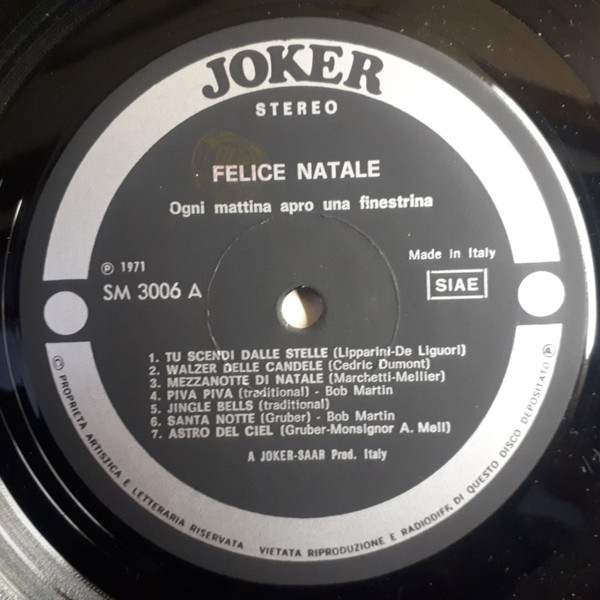 JOKER
STEREO
FELICE NATALE
Ogni mattina apro una finestrina
℗ 1971
Made in Italy
SM 3006 A
SIAE
1. TU SCENDI DALLE STELLE (Lipparini-De Liguori)
2. WALZER DELLE CANDELE (Cedric Dumont)
3. MEZZANOTTE DI NATALE (Marchetti-Mellier)
4. PIVA PIVA (traditional) - Bob Martin
5. JINGLE BELLS (traditional)
6. SANTA NOTTE (Gruber) - Bob Martin
7. ASTRO DEL CIEL (Gruber-Monsignor A. Meli)
A JOKER-SAAR Prod. Italy
© PROPRIETA ARTISTICA E LETTERARIA RISERVATA VIETATA RIPRODUZIONE E RADIODIFF. DI QUESTO DISCO DEPOSITATO Ⓐ